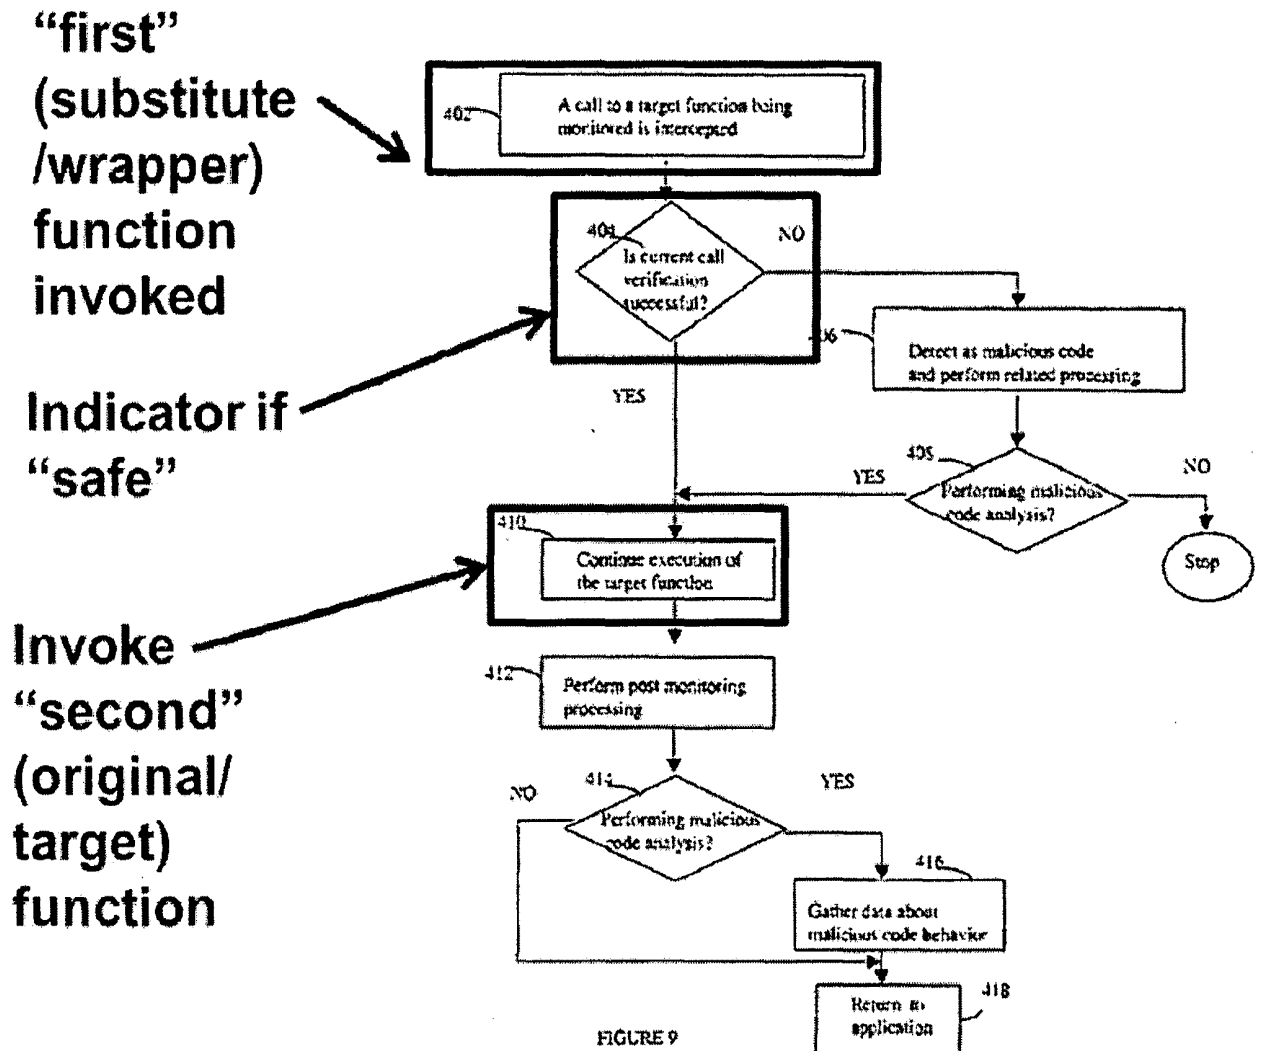 “first”
(substitute
/wrapper)
function
invoked
402
A call to a target function being
monitored is intercepted
404
NO
Is current call
verification
successful?
Indicator if
“safe”
YES
406
Detect as malicious code
and perform related processing
408
YES
NO
Performing malicious
code analysis?
Stop
410
Continue execution of
the target function
Invoke
“second”
(original/
target)
function
412
Perform post monitoring
processing
414
NO
YES
Performing malicious
code analysis?
416
Gather data about
malicious code behavior
418
Return to
application
FIGURE 9